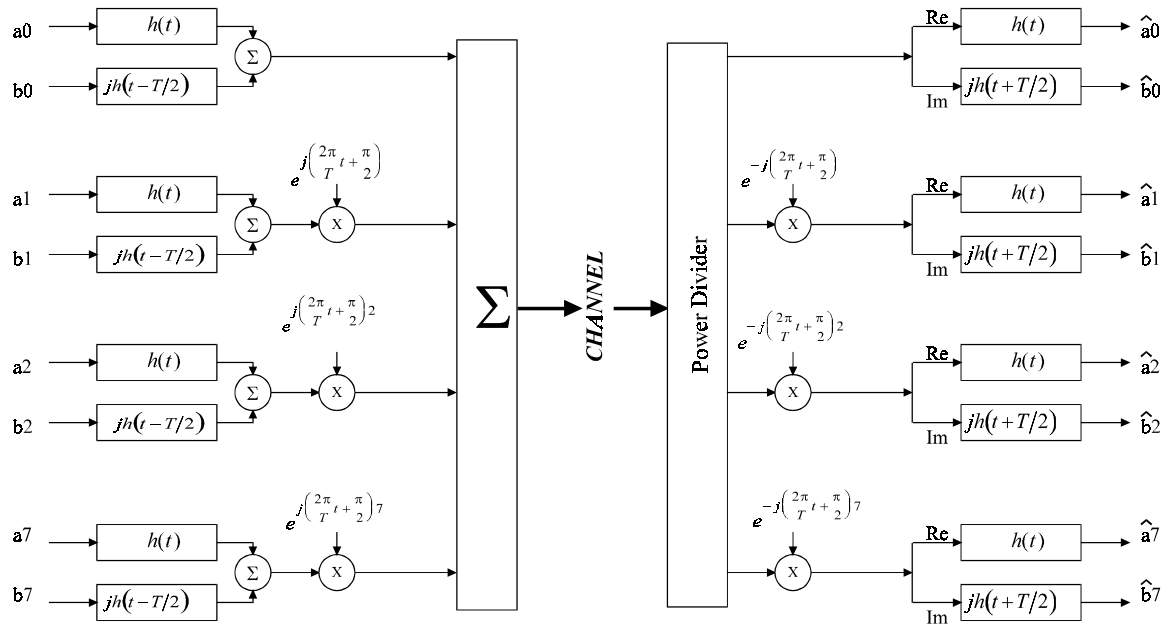 a0 h(t) Re h(t) â0
Σ
b0 jh(t−T/2) Im jh(t+T/2) b̂0
e^{j(2π/T t+π/2)} e^{−j(2π/T t+π/2)}
a1 h(t) Re h(t) â1
Σ X X
b1 jh(t−T/2) Im jh(t+T/2) b̂1
Σ
CHANNEL
Power Divider
e^{j(2π/T t+π/2)2} e^{−j(2π/T t+π/2)2}
a2 h(t) Re h(t) â2
Σ X X
b2 jh(t−T/2) Im jh(t+T/2) b̂2
e^{j(2π/T t+π/2)7} e^{−j(2π/T t+π/2)7}
a7 h(t) Re h(t) â7
Σ X X
b7 jh(t−T/2) Im jh(t+T/2) b̂7